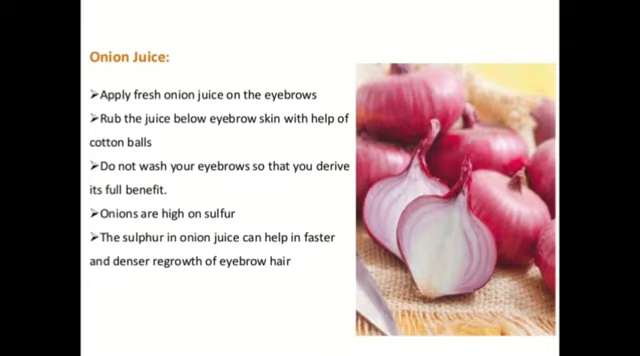 Onion Juice:
➢Apply fresh onion juice on the eyebrows
➢Rub the juice below eyebrow skin with help of
cotton balls
➢Do not wash your eyebrows so that you derive
its full benefit.
➢Onions are high on sulfur
➢The sulphur in onion juice can help in faster
and denser regrowth of eyebrow hair